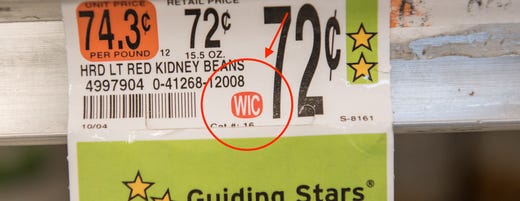 UNIT PRICE
RETAIL PRICE
74.3¢
72¢
72¢
PER POUND
12
15.5 OZ.
HRD LT RED KIDNEY BEANS
4997904 0-41268-12008
WIC
Cat #: 16
10/04
S-8161
Guiding Stars®